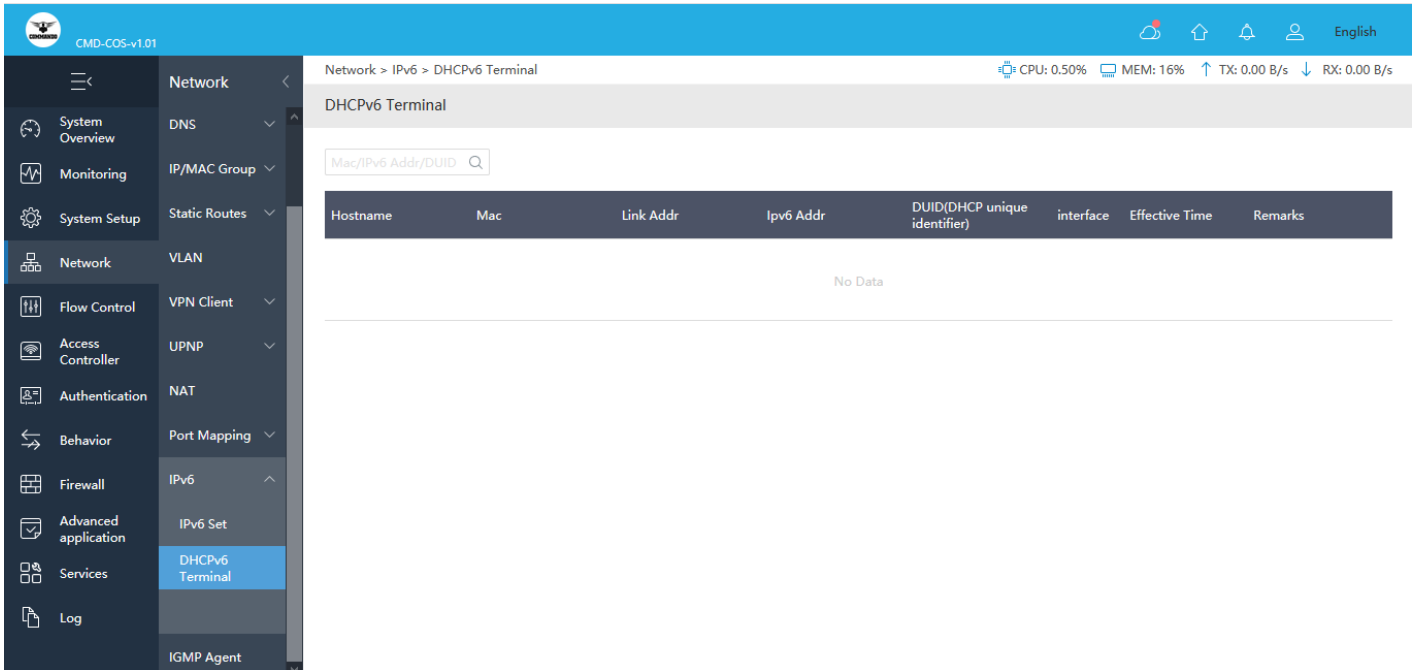 COMMANDO
CMD-COS-v1.01
English
Network
Network > IPv6 > DHCPv6 Terminal
CPU: 0.50%
MEM: 16%
TX: 0.00 B/s
RX: 0.00 B/s
DHCPv6 Terminal
System
Overview
Monitoring
System Setup
Network
Flow Control
Access
Controller
Authentication
Behavior
Firewall
Advanced
application
Services
Log
DNS
IP/MAC Group
Static Routes
VLAN
VPN Client
UPNP
NAT
Port Mapping
IPv6
IPv6 Set
DHCPv6
Terminal
IGMP Agent
Mac/IPv6 Addr/DUID
Hostname
Mac
Link Addr
Ipv6 Addr
DUID(DHCP unique
identifier)
interface
Effective Time
Remarks
No Data